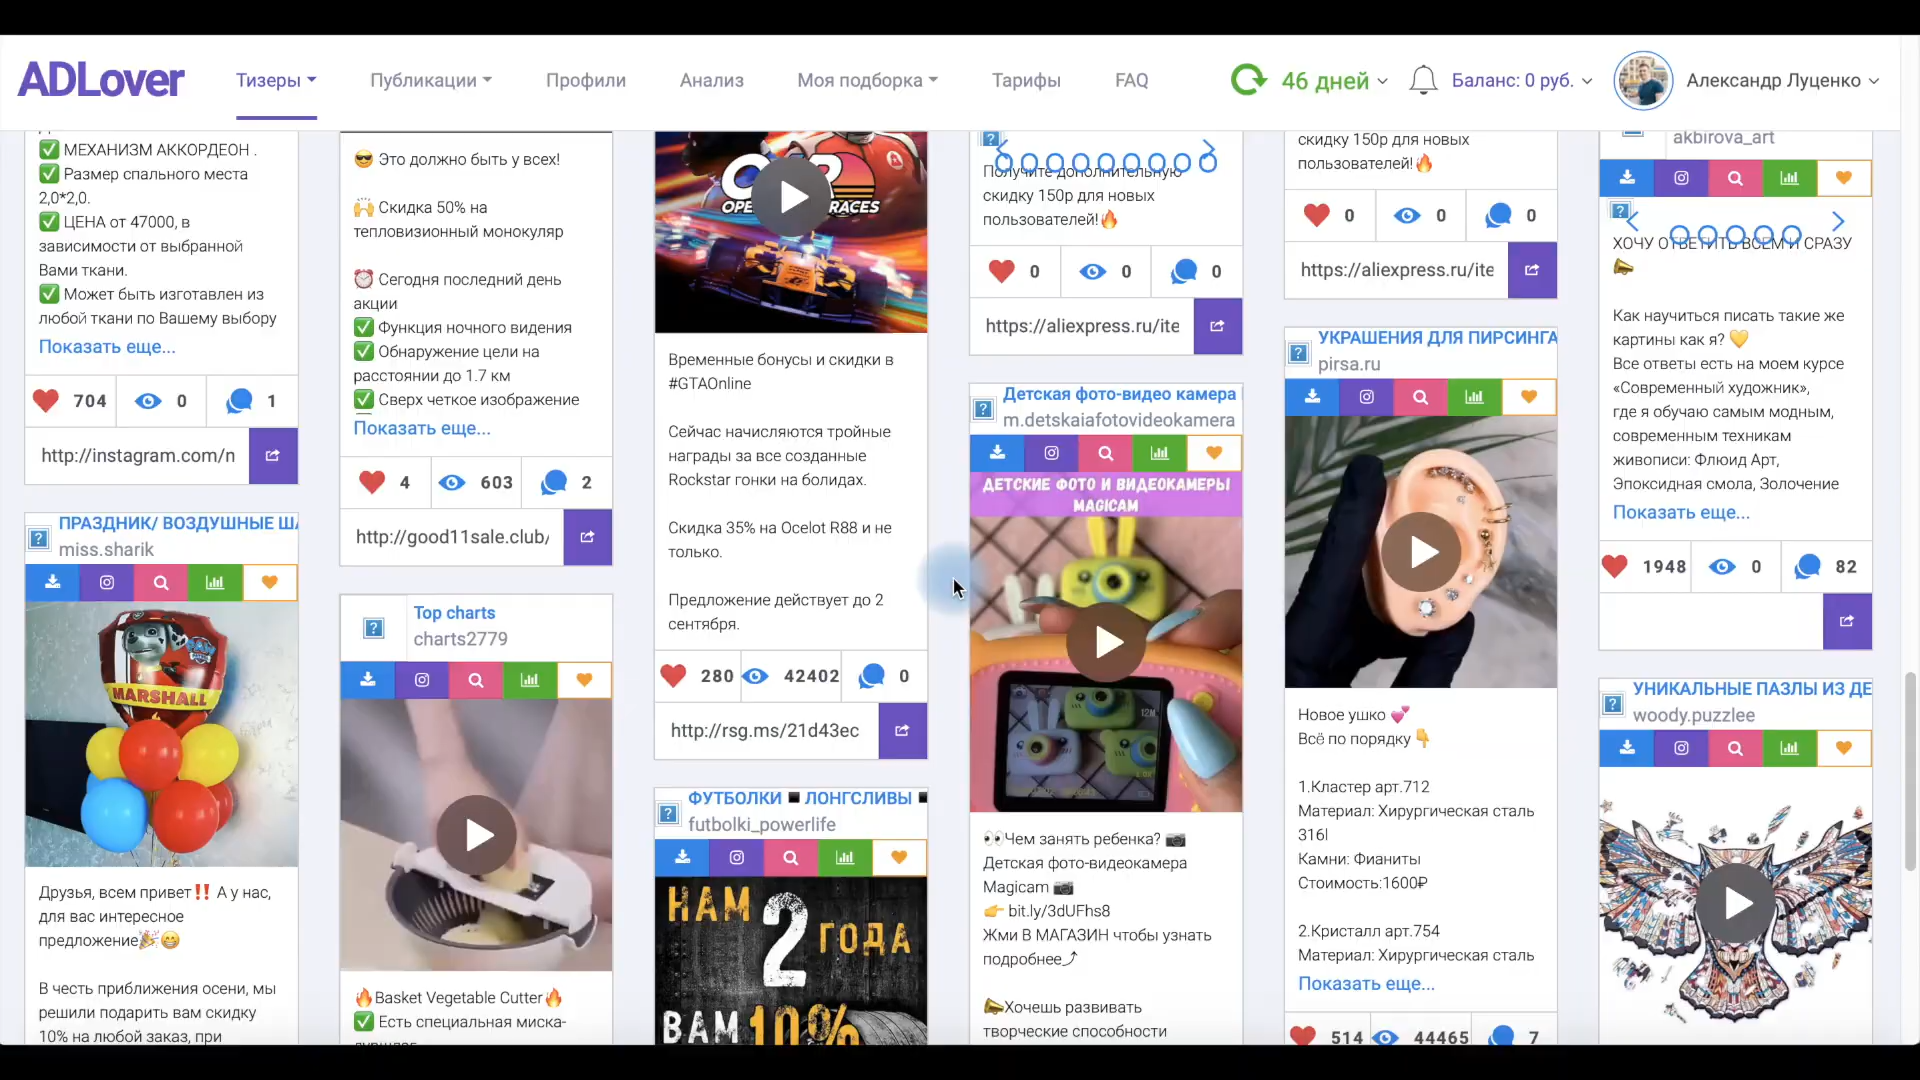 ADLover
Тизеры
Публикации
Профили
Анализ
Моя подборка
Тарифы
FAQ
46 дней
Баланс: 0 руб.
Александр Луценко
✅ МЕХАНИЗМ АККОРДЕОН .
✅ Размер спального места
2,0*2,0.
✅ ЦЕНА от 47000, в
зависимости от выбранной
Вами ткани.
✅ Может быть изготавлен из
любой ткани по Вашему выбору
Показать еще...
704
0
1
http://instagram.com/n
ПРАЗДНИК/ ВОЗДУШНЫЕ ША
miss.sharik
PAW
PATROL
MARSHALL
Друзья, всем привет‼️ А у нас,
для вас интересное
предложение🎉😁
В честь приближения осени, мы
решили подарить вам скидку
10% на любой заказ, при
😎 Это должно быть у всех!
🙌 Скидка 50% на
тепловизионный монокуляр
⏰ Сегодня последний день
акции
✅ Функция ночного видения
✅ Обнаружение цели на
расстоянии до 1.7 км
✅ Сверх четкое изображение
Показать еще...
4
603
2
http://good11sale.club/
Top charts
charts2779
🔥Basket Vegetable Cutter🔥
✅ Есть специальная миска-
RACES
Временные бонусы и скидки в
#GTAOnline
Сейчас начисляются тройные
награды за все созданные
Rockstar гонки на болидах.
Скидка 35% на Ocelot R88 и не
только.
Предложение действует до 2
сентября.
280
42402
0
http://rsg.ms/21d43ec
ФУТБОЛКИ ◾ ЛОНГСЛИВЫ ◾
futbolki_powerlife
НАМ 2 ГОДА
ВАМ 10%
Получите дополнительную
скидку 150р для новых
пользователей!🔥
0
0
0
https://aliexpress.ru/ite
Детская фото-видео камера
m.detskaiafotovideokamera
ДЕТСКИЕ ФОТО И ВИДЕОКАМЕРЫ
MAGICAM
12M
👀Чем занять ребенка? 📷
Детская фото-видеокамера
Magicam 📷
👉 bit.ly/3dUFhs8
Жми В МАГАЗИН чтобы узнать
подробнее⤴
📣Хочешь развивать
творческие способности
скидку 150р для новых
пользователей!🔥
0
0
0
https://aliexpress.ru/ite
УКРАШЕНИЯ ДЛЯ ПИРСИНГА
pirsa.ru
Новое ушко 💕
Всё по порядку 👇
1.Кластер арт.712
Материал: Хирургическая сталь
316l
Камни: Фианиты
Стоимость:1600₽
2.Кристалл арт.754
Материал: Хирургическая сталь
Показать еще...
514
44465
7
akbirova_art
ХОЧУ ОТВЕТИТЬ ВСЕМ И СРАЗУ
📣
Как научиться писать такие же
картины как я? 💛
Все ответы есть на моем курсе
«Современный художник»,
где я обучаю самым модным,
современным техникам
живописи: Флюид Арт,
Эпоксидная смола, Золочение
Показать еще...
1948
0
82
УНИКАЛЬНЫЕ ПАЗЛЫ ИЗ ДЕ
woody.puzzlee